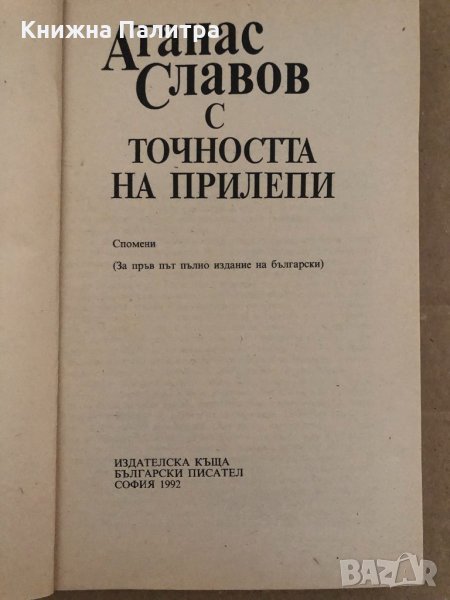 Книжна Палитра
Атанас
Славов
С
ТОЧНОСТТА
НА ПРИЛЕПИ
Спомени
(За пръв път пълно издание на български)
ИЗДАТЕЛСКА КЪЩА
БЪЛГАРСКИ ПИСАТЕЛ
СОФИЯ 1992
BAZAR